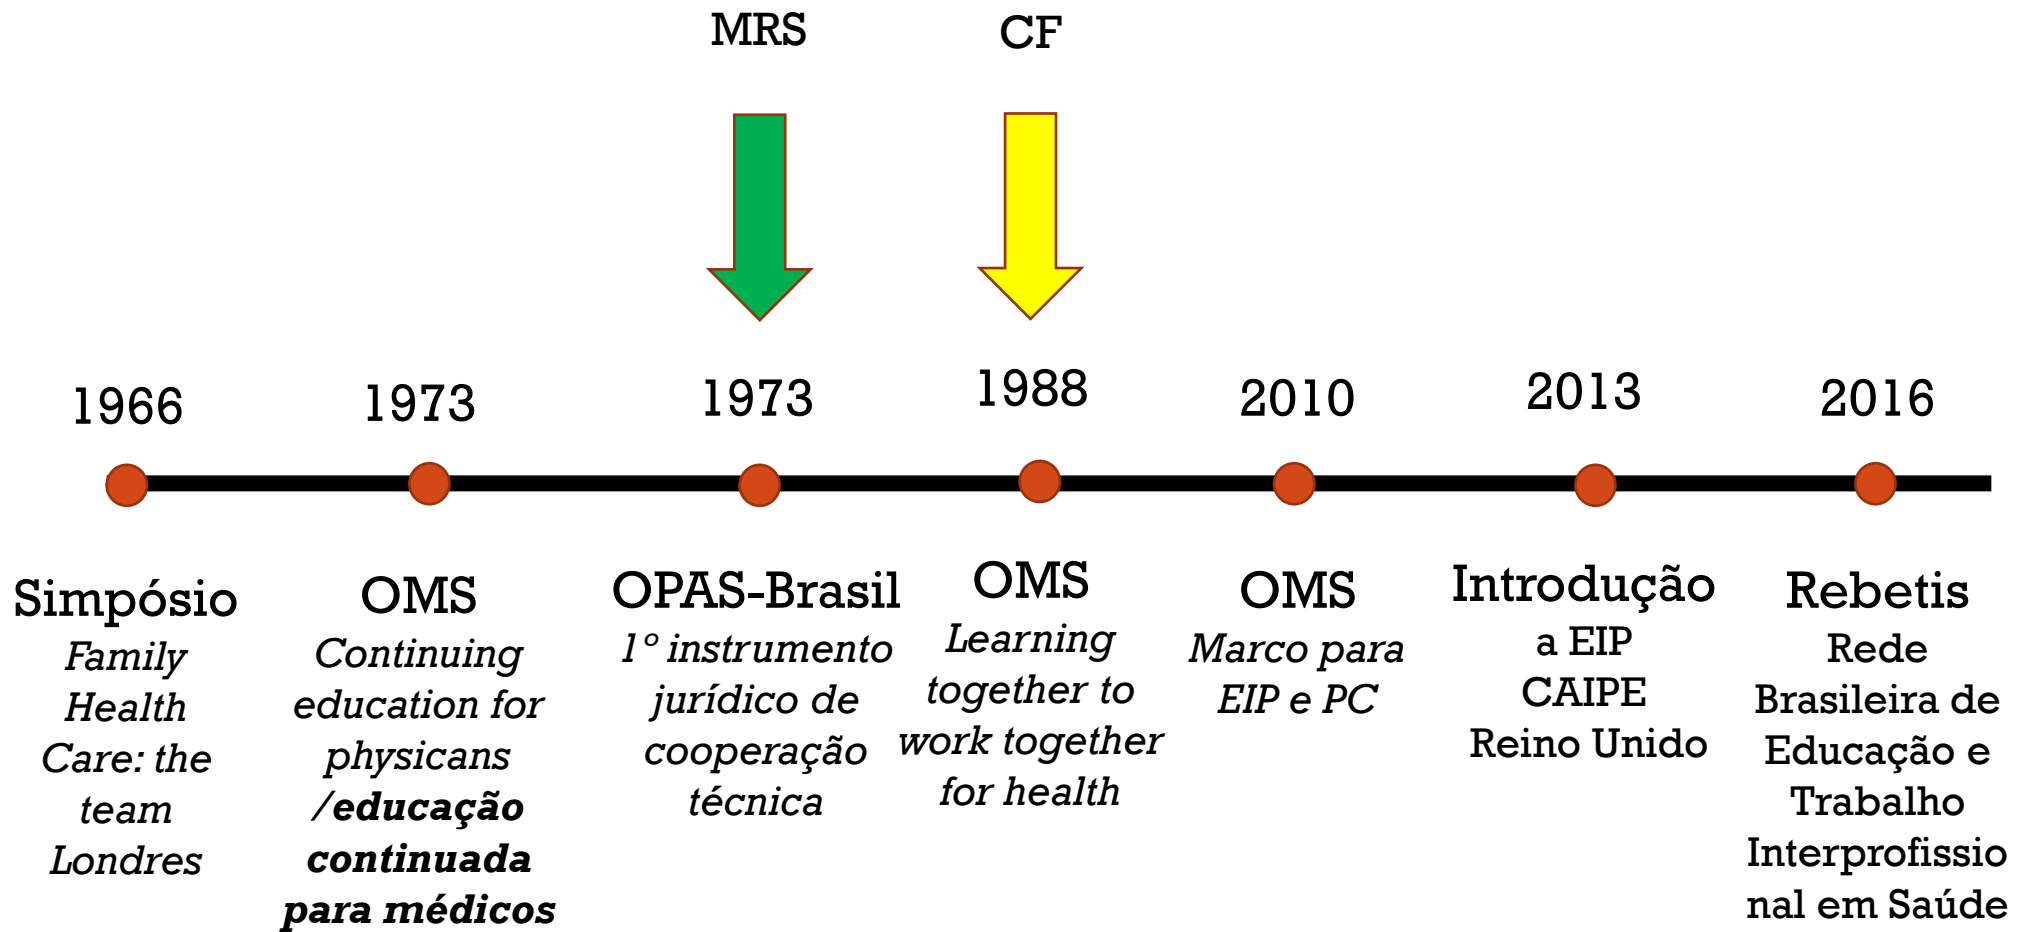 MRS
CF
1966
1973
1973
1988
2010
2013
2016
Simpósio
Family
Health
Care: the
team
Londres
OMS
Continuing
education for
physicans
/educação
continuada
para médicos
OPAS-Brasil
1º instrumento
jurídico de
cooperação
técnica
OMS
Learning
together to
work together
for health
OMS
Marco para
EIP e PC
Introdução
a EIP
CAIPE
Reino Unido
Rebetis
Rede
Brasileira de
Educação e
Trabalho
Interprofissio
nal em Saúde